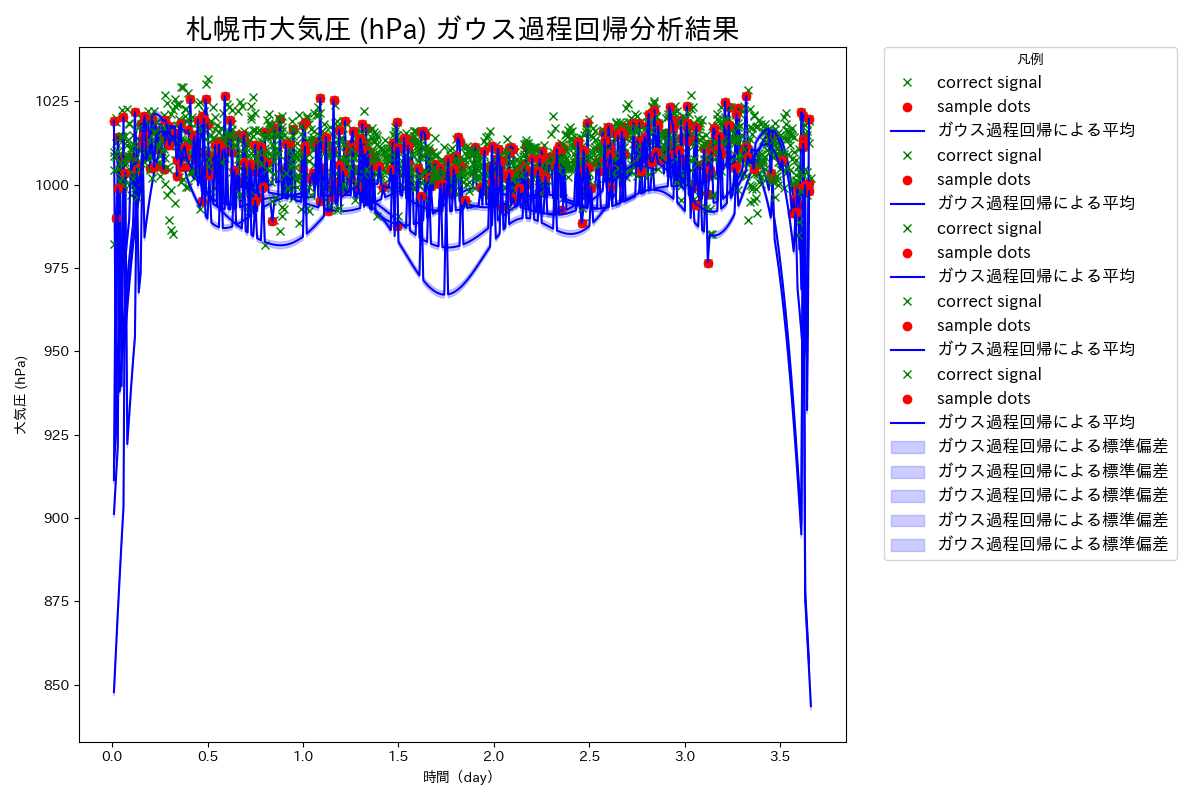 札幌市大気圧 (hPa) ガウス過程回帰分析結果
大気圧 (hPa)
1025
1000
975
950
925
900
875
850
0.0 0.5 1.0 1.5 2.0 2.5 3.0 3.5
時間（day）
凡例
correct signal
sample dots
ガウス過程回帰による平均
correct signal
sample dots
ガウス過程回帰による平均
correct signal
sample dots
ガウス過程回帰による平均
correct signal
sample dots
ガウス過程回帰による平均
correct signal
sample dots
ガウス過程回帰による平均
ガウス過程回帰による標準偏差
ガウス過程回帰による標準偏差
ガウス過程回帰による標準偏差
ガウス過程回帰による標準偏差
ガウス過程回帰による標準偏差